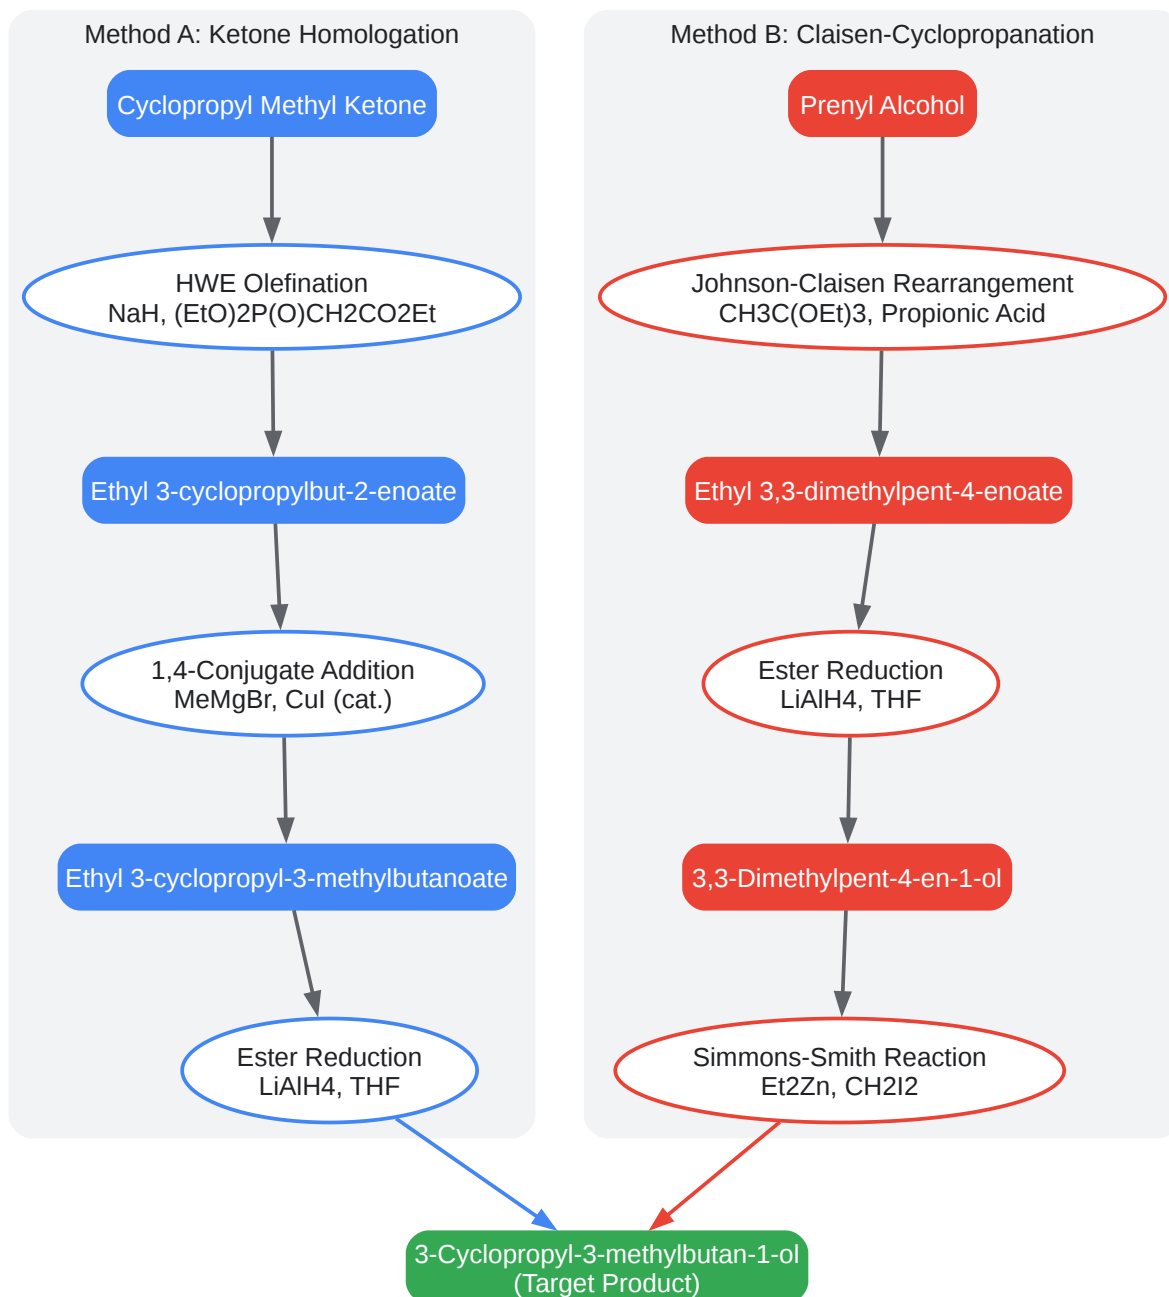 Method A: Ketone Homologation
Cyclopropyl Methyl Ketone
HWE Olefination
NaH, (EtO)2P(O)CH2CO2Et
Ethyl 3-cyclopropylbut-2-enoate
1,4-Conjugate Addition
MeMgBr, CuI (cat.)
Ethyl 3-cyclopropyl-3-methylbutanoate
Ester Reduction
LiAlH4, THF
Method B: Claisen-Cyclopropanation
Prenyl Alcohol
Johnson-Claisen Rearrangement
CH3C(OEt)3, Propionic Acid
Ethyl 3,3-dimethylpent-4-enoate
Ester Reduction
LiAlH4, THF
3,3-Dimethylpent-4-en-1-ol
Simmons-Smith Reaction
Et2Zn, CH2I2
3-Cyclopropyl-3-methylbutan-1-ol
(Target Product)